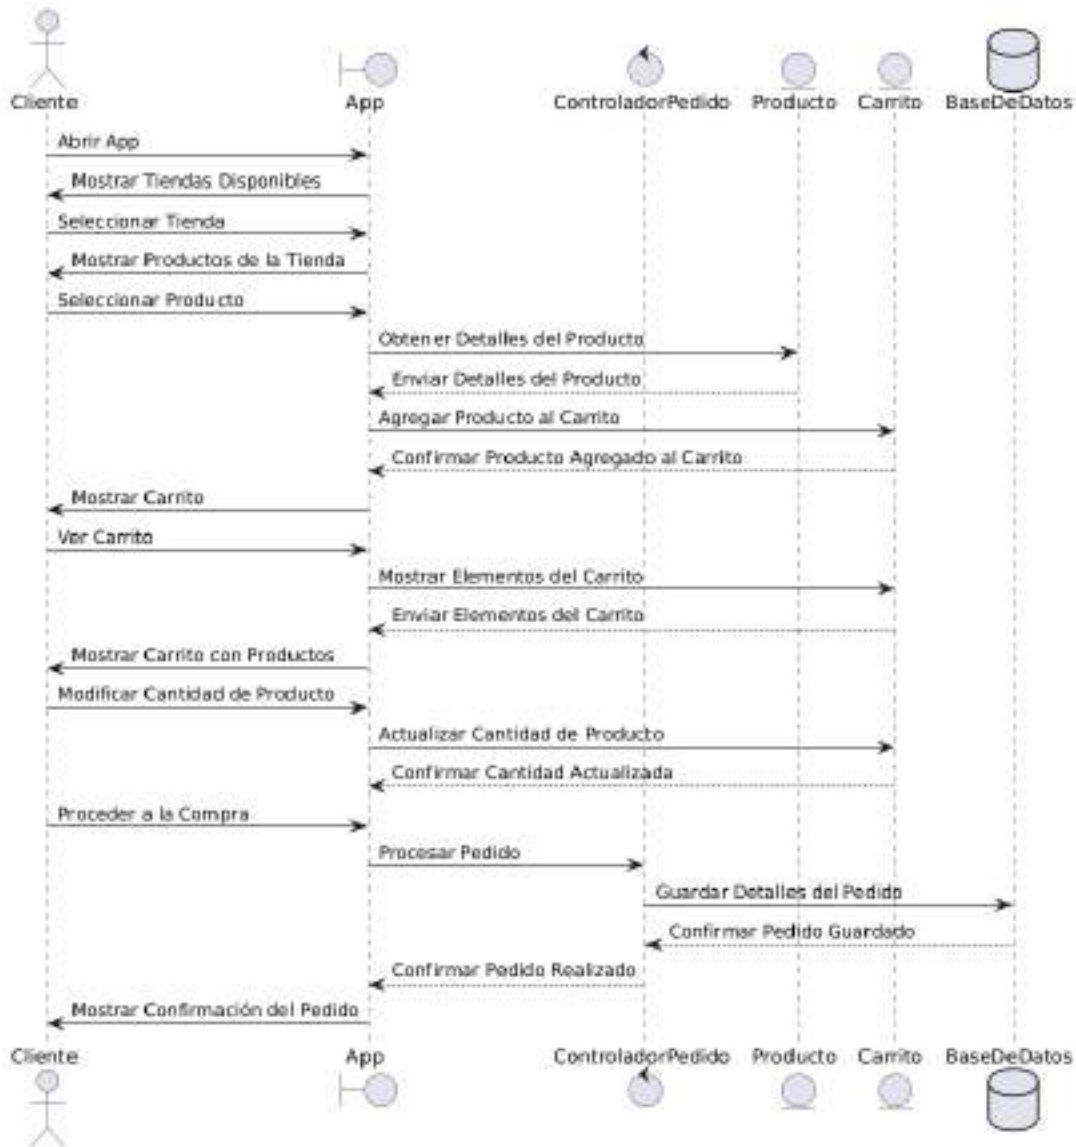 Cliente App ControladorPedido Producto Carrito BaseDeDatos
Abrir App
Mostrar Tiendas Disponibles
Seleccionar Tienda
Mostrar Productos de la Tienda
Seleccionar Producto
Obtener Detalles del Producto
Enviar Detalles del Producto
Agregar Producto al Carrito
Confirmar Producto Agregado al Carrito
Mostrar Carrito
Ver Carrito
Mostrar Elementos del Carrito
Enviar Elementos del Carrito
Mostrar Carrito con Productos
Modificar Cantidad de Producto
Actualizar Cantidad de Producto
Confirmar Cantidad Actualizada
Proceder a la Compra
Procesar Pedido
Guardar Detalles del Pedido
Confirmar Pedido Guardado
Confirmar Pedido Realizado
Mostrar Confirmación del Pedido
Cliente App ControladorPedido Producto Carrito BaseDeDatos